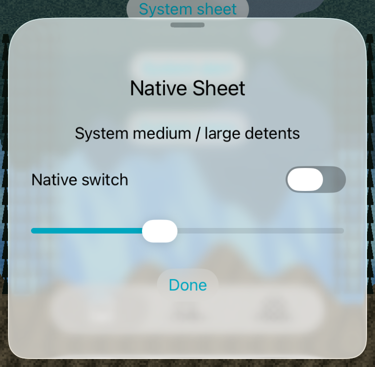 System sheet
Native Sheet
System medium / large detents
Native switch
Done